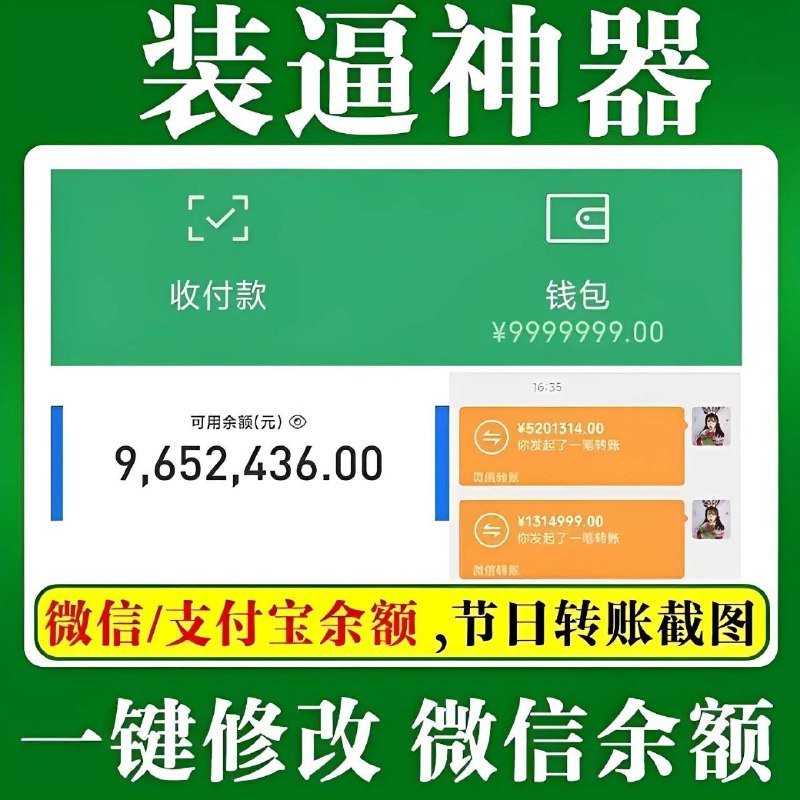 装逼神器
收付款
钱包
¥9999999.00
可用余额(元)
9,652,436.00
16:35
¥5201314.00
你发起了一笔转账
微信转账
¥1314999.00
你发起了一笔转账
微信转账
微信/支付宝余额,节日转账截图
一键修改 微信余额